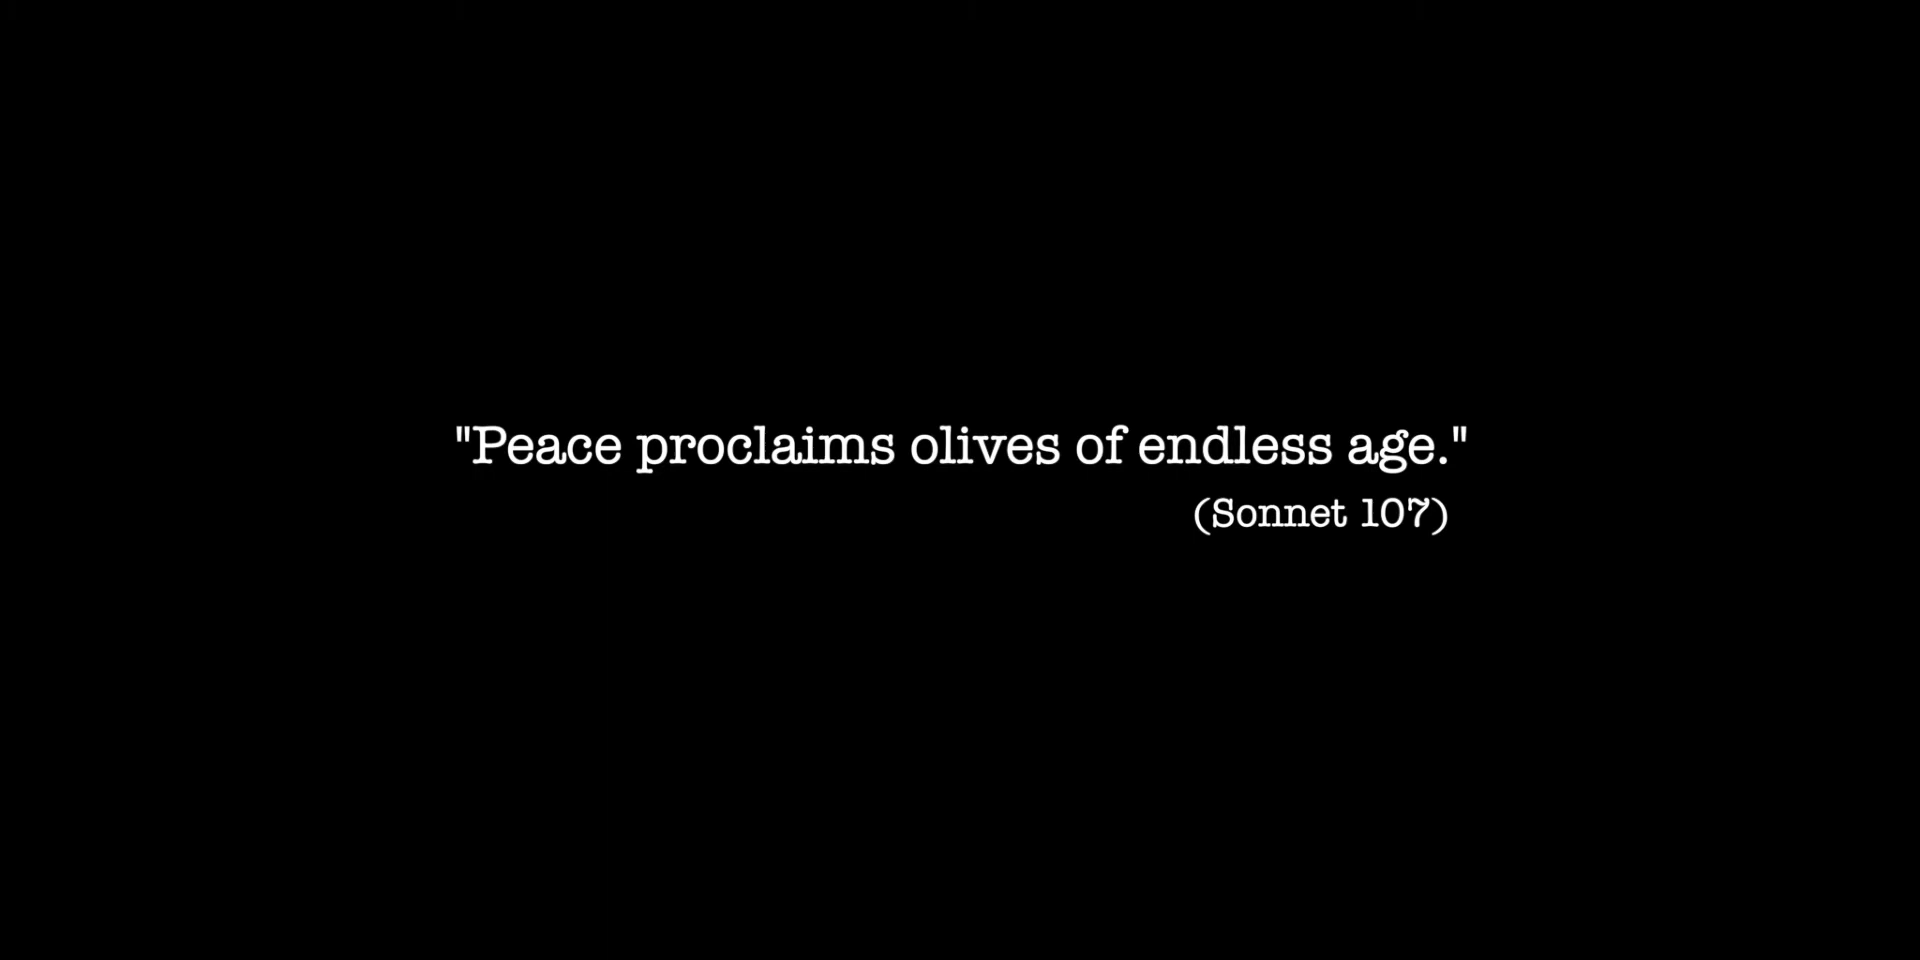 "Peace proclaims olives of endless age."
(Sonnet 107)